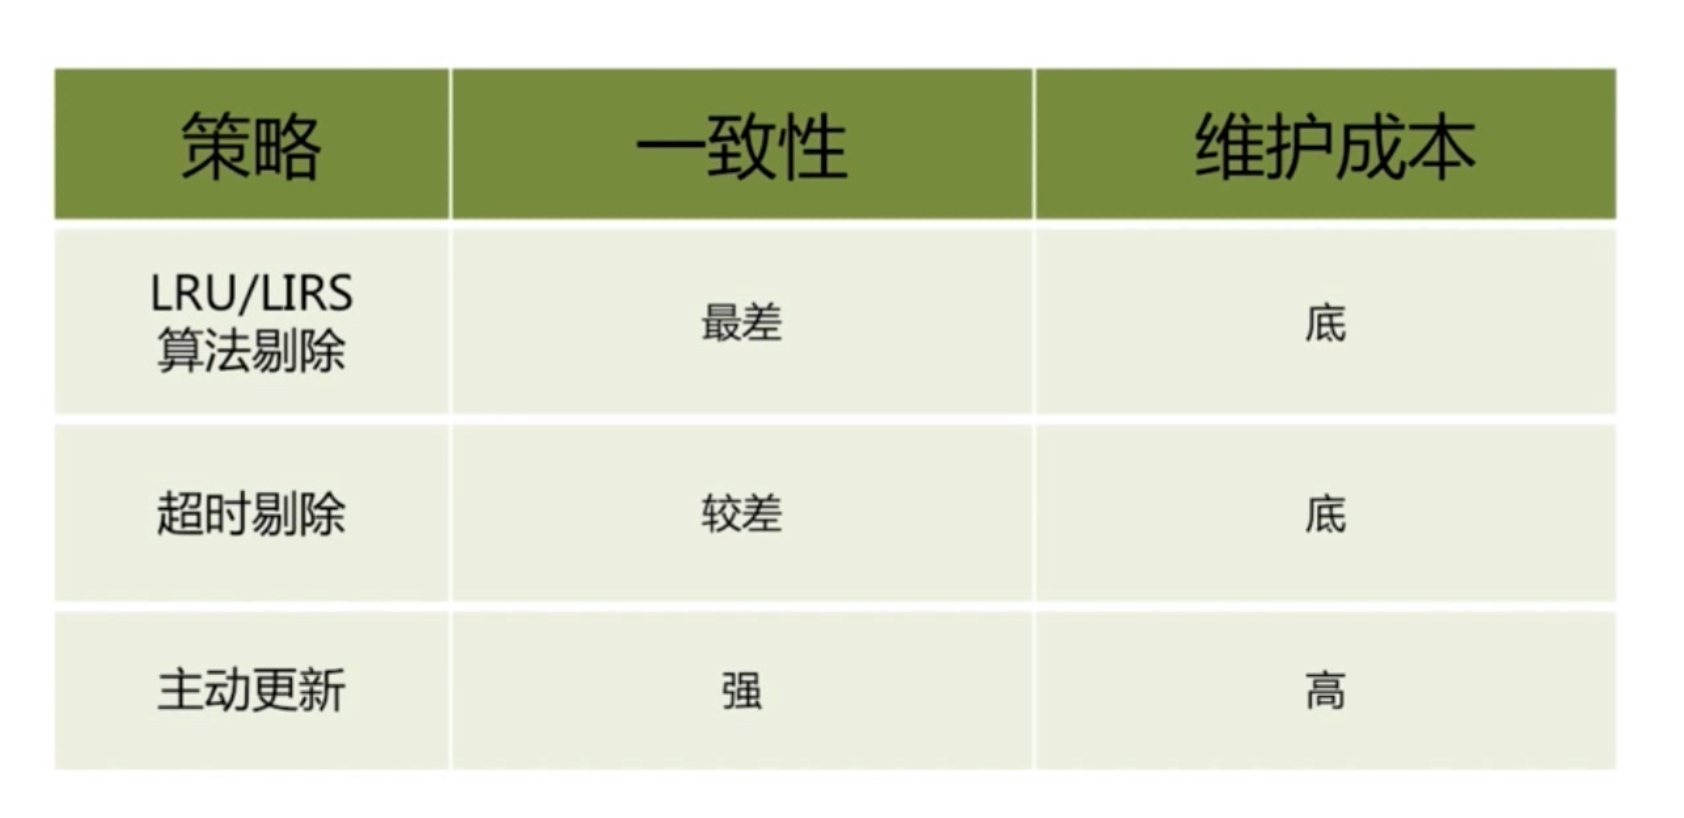 策略
一致性
维护成本
LRU/LIRS
算法剔除
最差
底
超时剔除
较差
底
主动更新
强
高